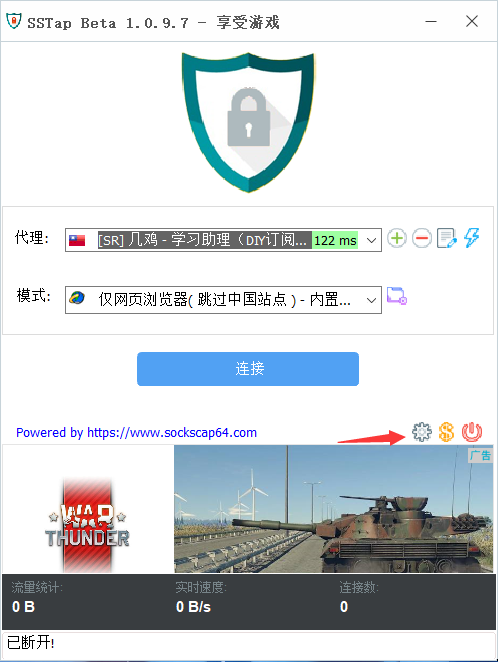 SSTap Beta 1.0.9.7 - 享受游戏
代理:
[SR] 几鸡 - 学习助理（DIY订阅... 122 ms
模式:
仅网页浏览器( 跳过中国站点 ) - 内置...
连接
Powered by https://www.sockscap64.com
广告
WAR
THUNDER
流量统计: 实时速度: 连接数:
0 B 0 B/s 0
已断开!